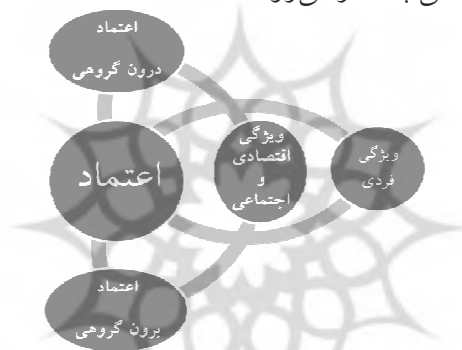 اعتماد
درون گروهی
ویژگی
اقتصادی
و
اجتماعی
ویژگی
فردی
اعتماد
اعتماد
برون گروهی